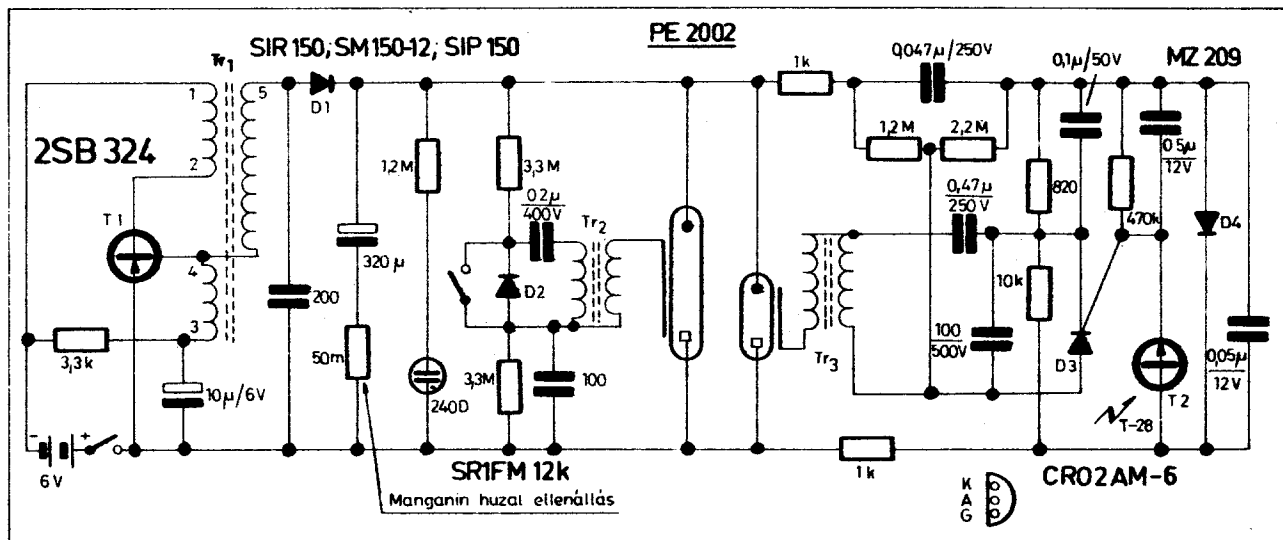 SIR 150, SM150-12, SIP 150
PE 2002
MZ 209
2SB 324
Tr1
1
2
4
3
5
T1
3,3k
10µ/6V
- +
6V
200
D1
320µ
50m
Manganin huzal ellenállás
1,2M
240D
3,3M
0,2µ
400V
D2
3,3M
100
Tr2
SR1FM 12k
1k
0,047µ/250V
1,2M
2,2M
0,47µ
250V
Tr3
100
500V
820
10k
0,1µ/50V
470k
0,5µ
12V
D3
T2
T-28
D4
0,05µ
12V
1k
CR02AM-6
K
A
G